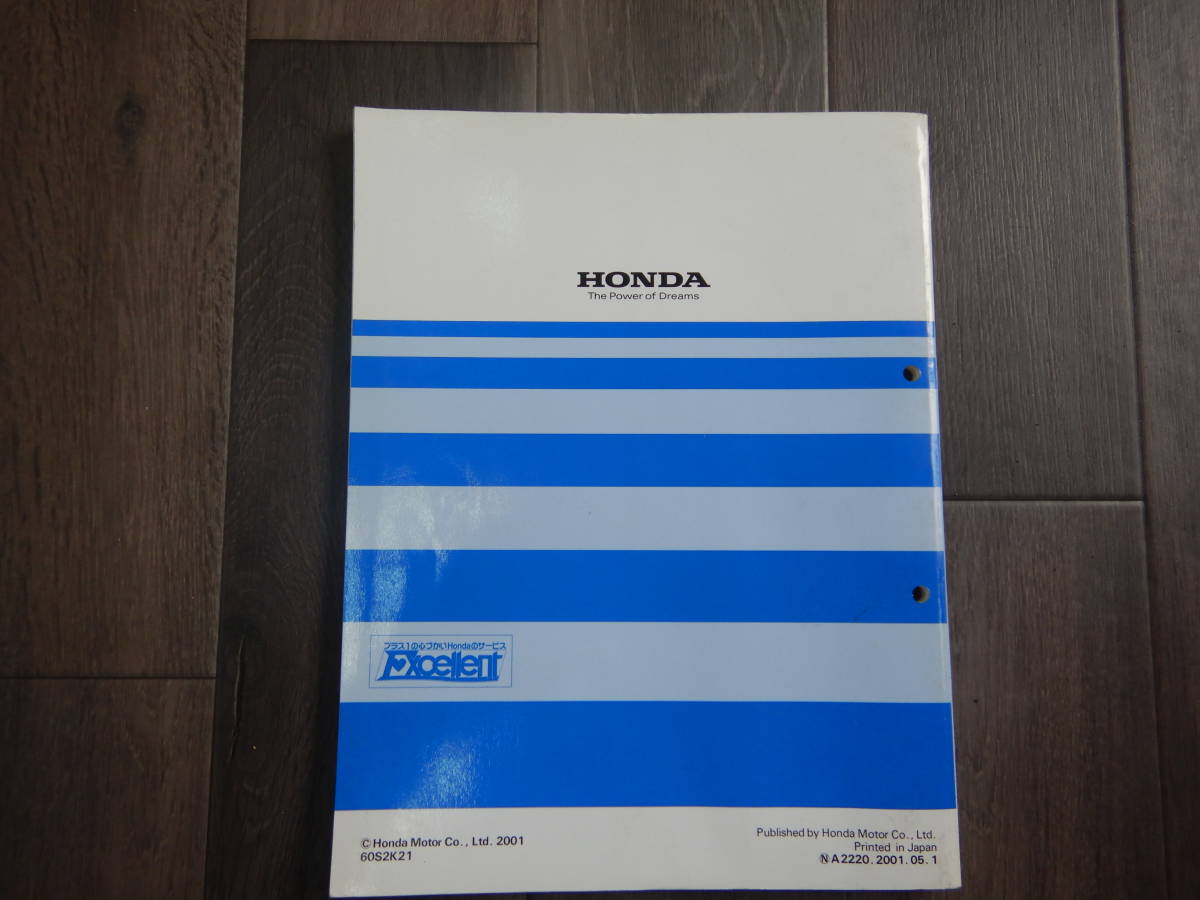 HONDA
The Power of Dreams
プラス1の心づかいHondaのサービス
Excellent
©Honda Motor Co., Ltd. 2001
60S2K21
Published by Honda Motor Co., Ltd.
Printed in Japan
Ⓝ A2220. 2001. 05. 1